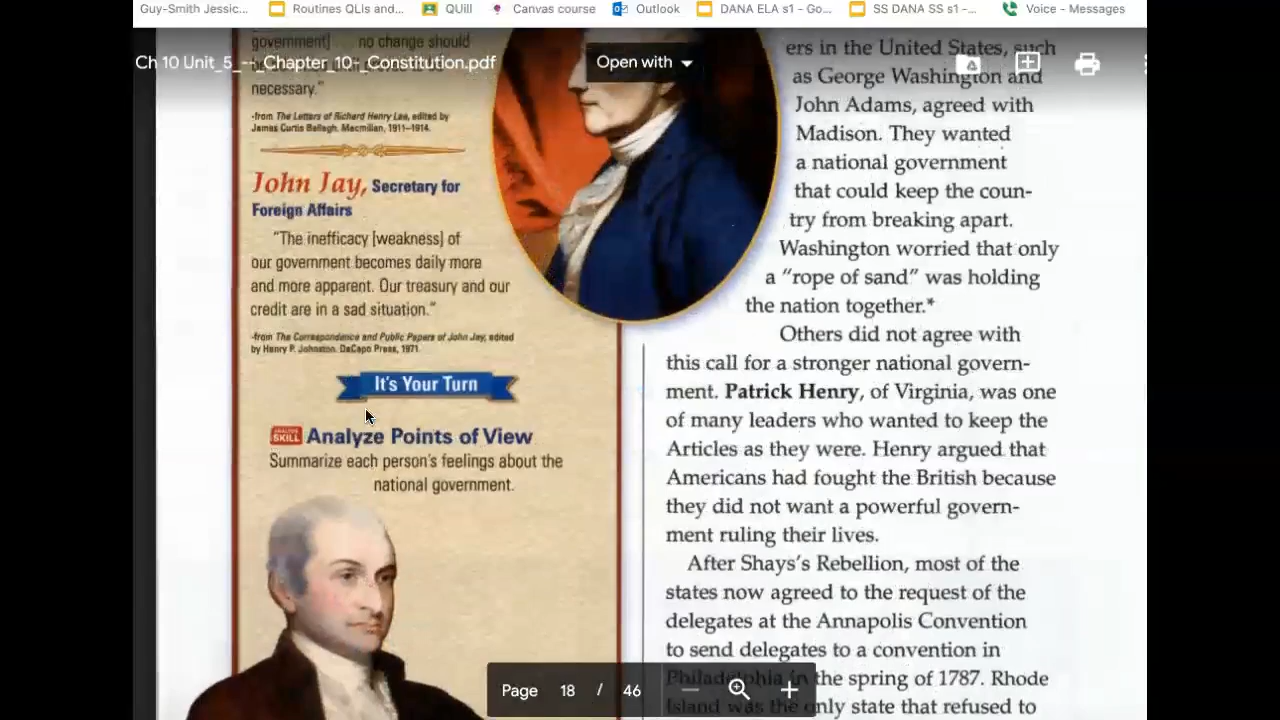 Guy-Smith Jessic...
Routines QLIs and...
QUill
Canvas course
Outlook
DANA ELA s1 - Go...
SS DANA SS s1 -...
Voice - Messages
Ch 10 Unit_5_--_Chapter_10-_Constitution.pdf
Open with
government] no change should
necessary."
-from The Letters of Richard Henry Lee, edited by
James Curtis Ballagh. Macmillan, 1911–1914.
John Jay, Secretary for
Foreign Affairs
"The inefficacy [weakness] of
our government becomes daily more
and more apparent. Our treasury and our
credit are in a sad situation."
-from The Correspondence and Public Papers of John Jay, edited
by Henry P. Johnston. DaCapo Press, 1971.
It's Your Turn
ANALYSIS SKILL Analyze Points of View
Summarize each person's feelings about the
national government.
ers in the United States, such
as George Washington and
John Adams, agreed with
Madison. They wanted
a national government
that could keep the coun-
try from breaking apart.
Washington worried that only
a "rope of sand" was holding
the nation together.*
Others did not agree with
this call for a stronger national govern-
ment. Patrick Henry, of Virginia, was one
of many leaders who wanted to keep the
Articles as they were. Henry argued that
Americans had fought the British because
they did not want a powerful govern-
ment ruling their lives.
After Shays's Rebellion, most of the
states now agreed to the request of the
delegates at the Annapolis Convention
to send delegates to a convention in
Philadelphia in the spring of 1787. Rhode
Island was the only state that refused to
Page 18 / 46